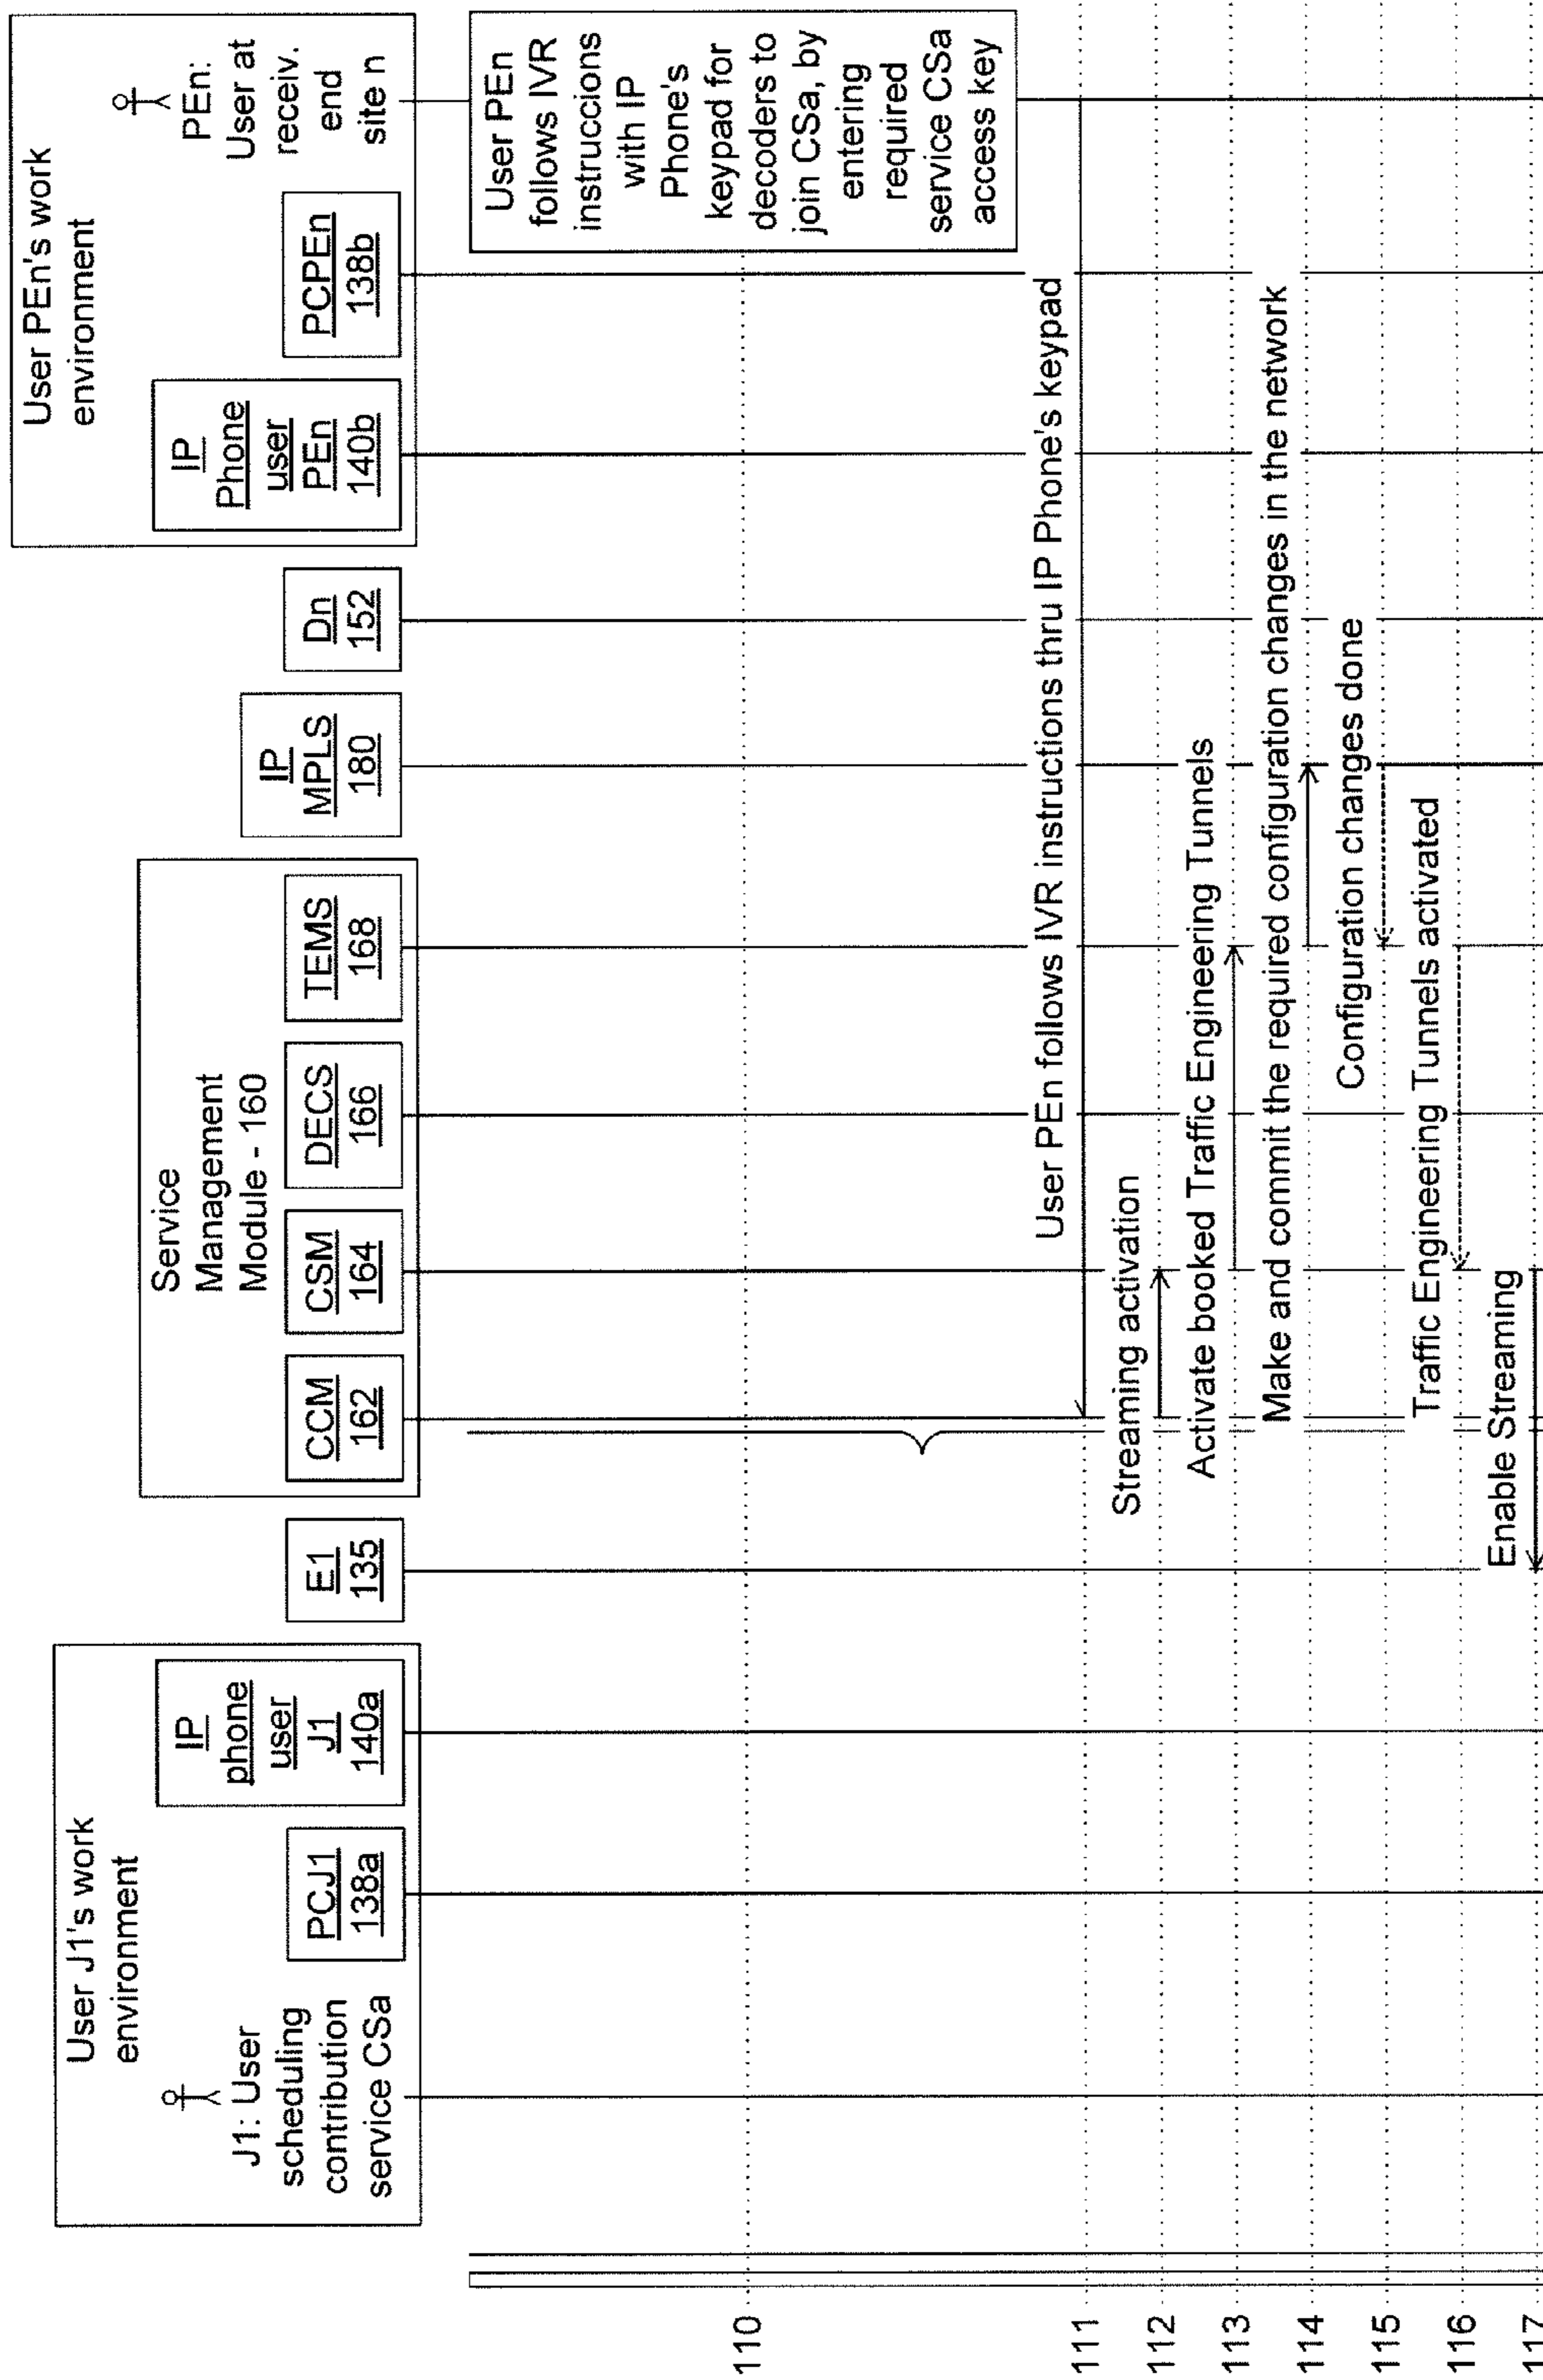 User J1's work
environment
J1: User
scheduling
contribution
service CSa
PCJ1
138a
IP
phone
user
J1
140a
E1
135
Service
Management
Module - 160
CCM
162
CSM
164
DECS
166
TEMS
168
IP
MPLS
180
Dn
152
User PEn's work
environment
IP
Phone
user
PEn
140b
PCPEn
138b
PEn:
User at
receiv.
end
site n
110
User PEn
follows IVR
instruccions
with IP
Phone's
keypad for
decoders to
join CSa, by
entering
required
service CSa
access key
User PEn follows IVR instructions thru IP Phone's keypad
111
Streaming activation
112
Activate booked Traffic Engineering Tunnels
113
Make and commit the required configuration changes in the network
114
Configuration changes done
115
Traffic Engineering Tunnels activated
116
Enable Streaming
117